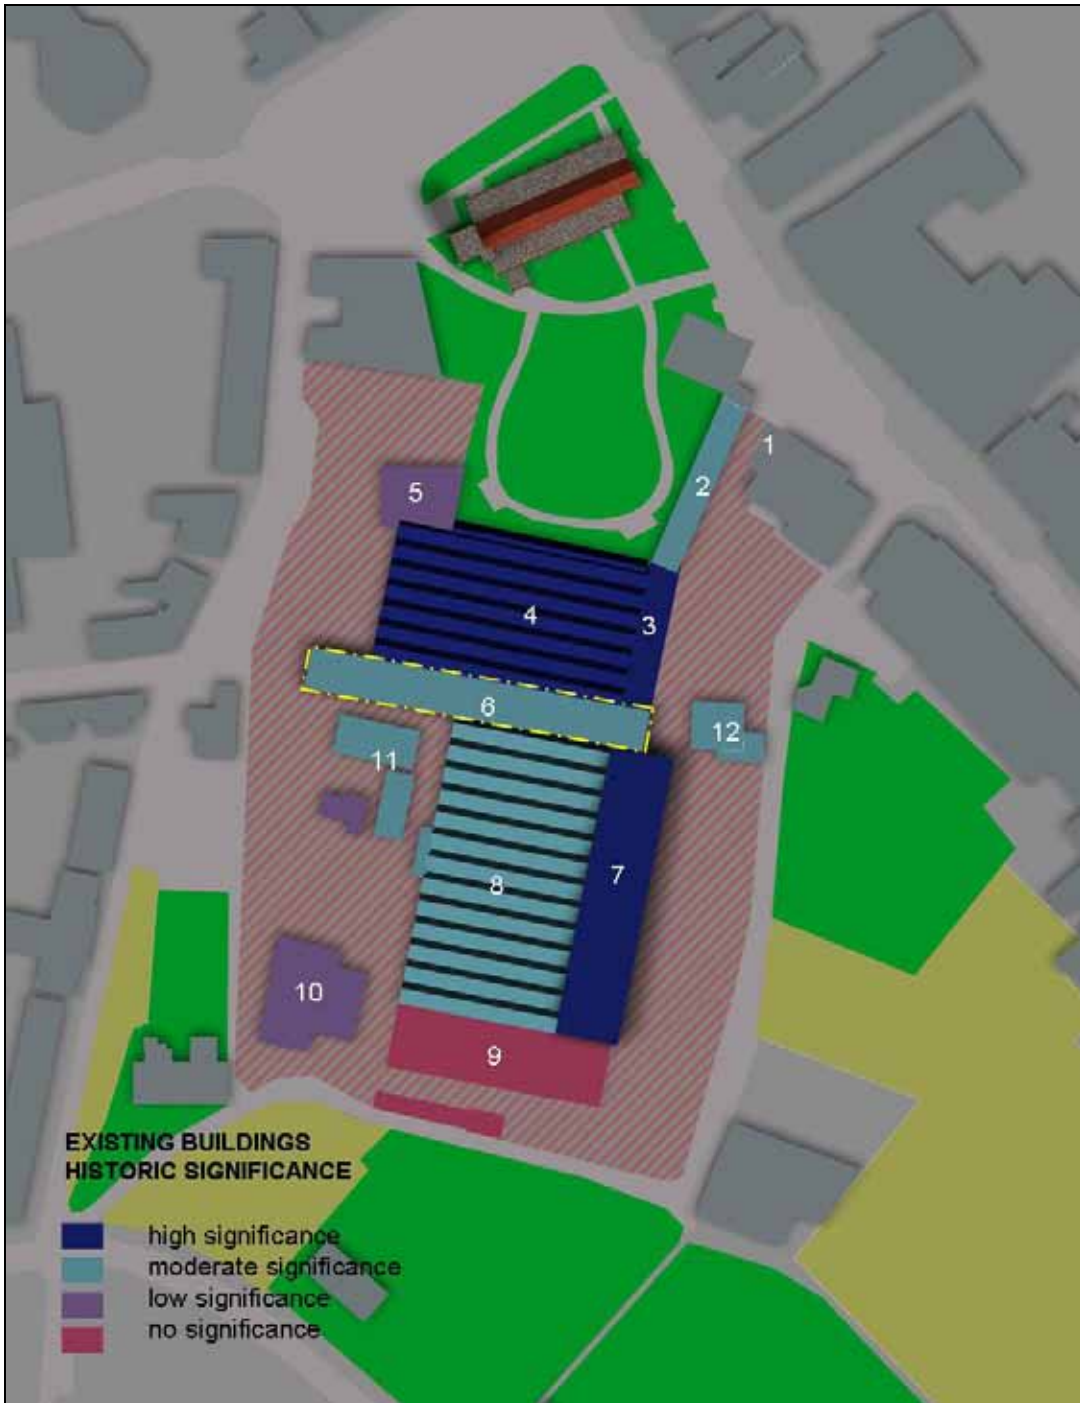 1
2
5
4
3
6
12
11
7
8
10
9
EXISTING BUILDINGS
HISTORIC SIGNIFICANCE
high significance
moderate significance
low significance
no significance